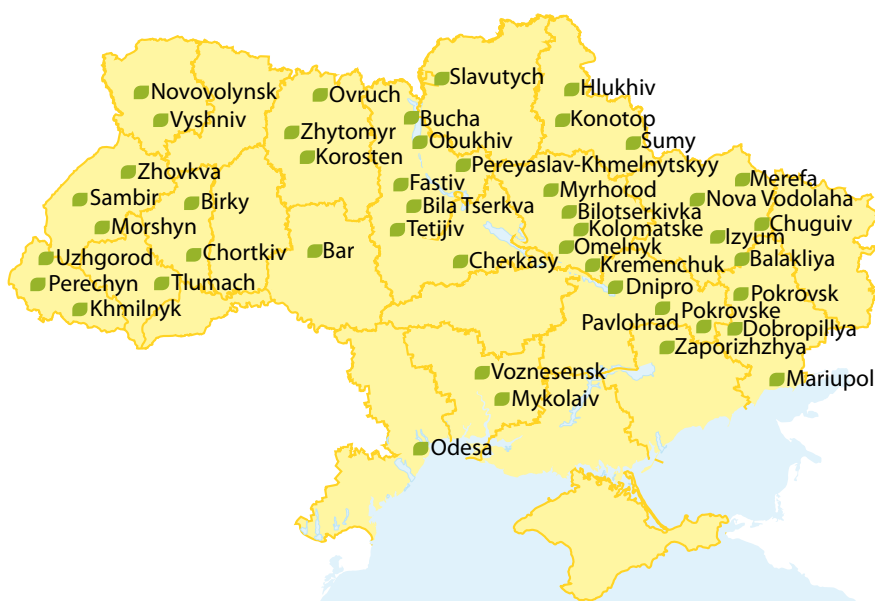 Slavutych
Hlukhiv
Novovolynsk
Ovruch
Vyshniv
Bucha
Konotop
Zhytomyr
Obukhiv
Sumy
Korosten
Pereyaslav-Khmelnytskyy
Zhovkva
Merefa
Fastiv
Myrhorod
Sambir
Birky
Nova Vodolaha
Bila Tserkva
Bilotserkivka
Chuguiv
Morshyn
Tetijiv
Kolomatske
Izyum
Uzhgorod
Chortkiv
Bar
Omelnyk
Cherkasy
Kremenchuk
Balakliya
Perechyn
Tlumach
Dnipro
Pokrovsk
Khmilnyk
Pokrovske
Pavlohrad
Dobropillya
Zaporizhzhya
Voznesensk
Mariupol
Mykolaiv
Odesa